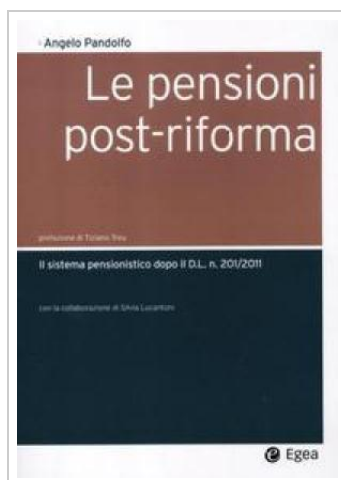 Angelo Pandolfo
Le pensioni
post-riforma
prefazione di Tiziano Treu
Il sistema pensionistico dopo il D.L. n. 201/2011
con la collaborazione di Silvia Lucantoni
Egea